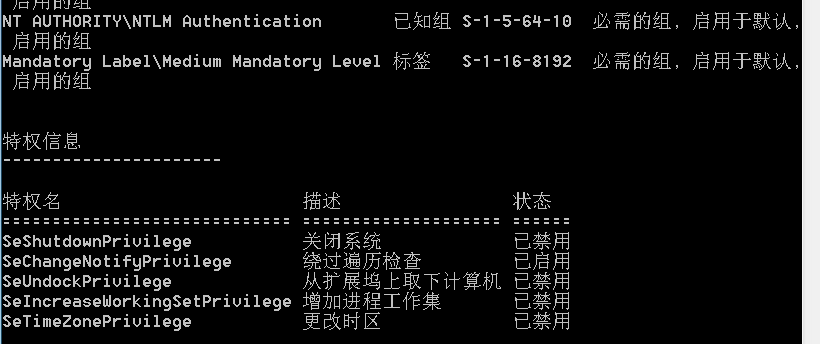 启用的组
NT AUTHORITY\NTLM Authentication 已知组 S-1-5-64-10 必需的组, 启用于默认,
启用的组
Mandatory Label\Medium Mandatory Level 标签 S-1-16-8192 必需的组, 启用于默认,
启用的组
特权信息
----------------------
特权名 描述 状态
============================= ==================== ======
SeShutdownPrivilege 关闭系统 已禁用
SeChangeNotifyPrivilege 绕过遍历检查 已启用
SeUndockPrivilege 从扩展坞上取下计算机 已禁用
SeIncreaseWorkingSetPrivilege 增加进程工作集 已禁用
SeTimeZonePrivilege 更改时区 已禁用